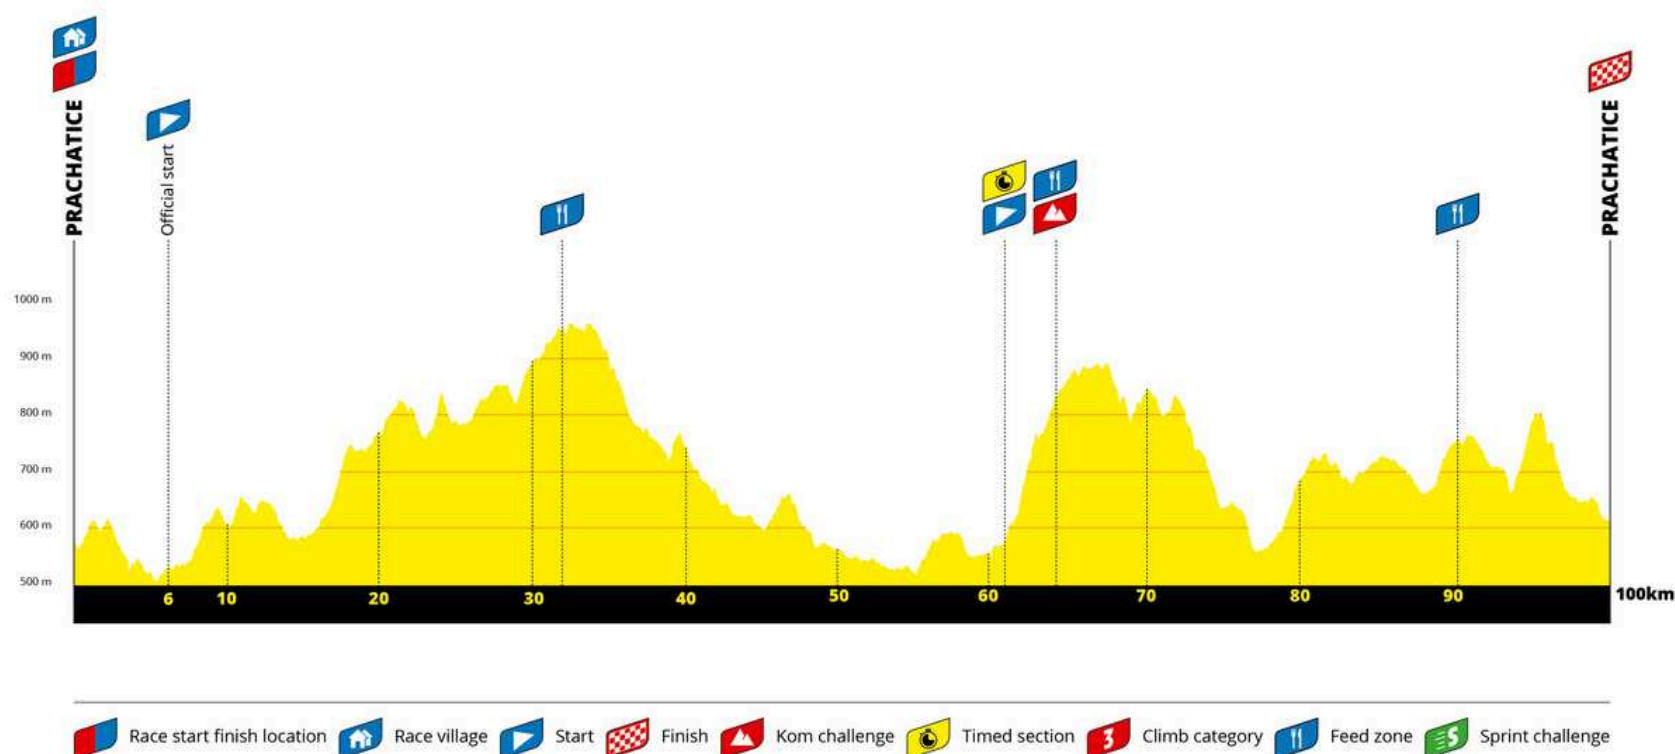 PRACHATICE
Official start
PRACHATICE
1000 m
900 m
800 m
700 m
600 m
500 m
6 10 20 30 40 50 60 70 80 90 100km
Race start finish location Race village Start Finish Kom challenge Timed section 3 Climb category Feed zone S Sprint challenge